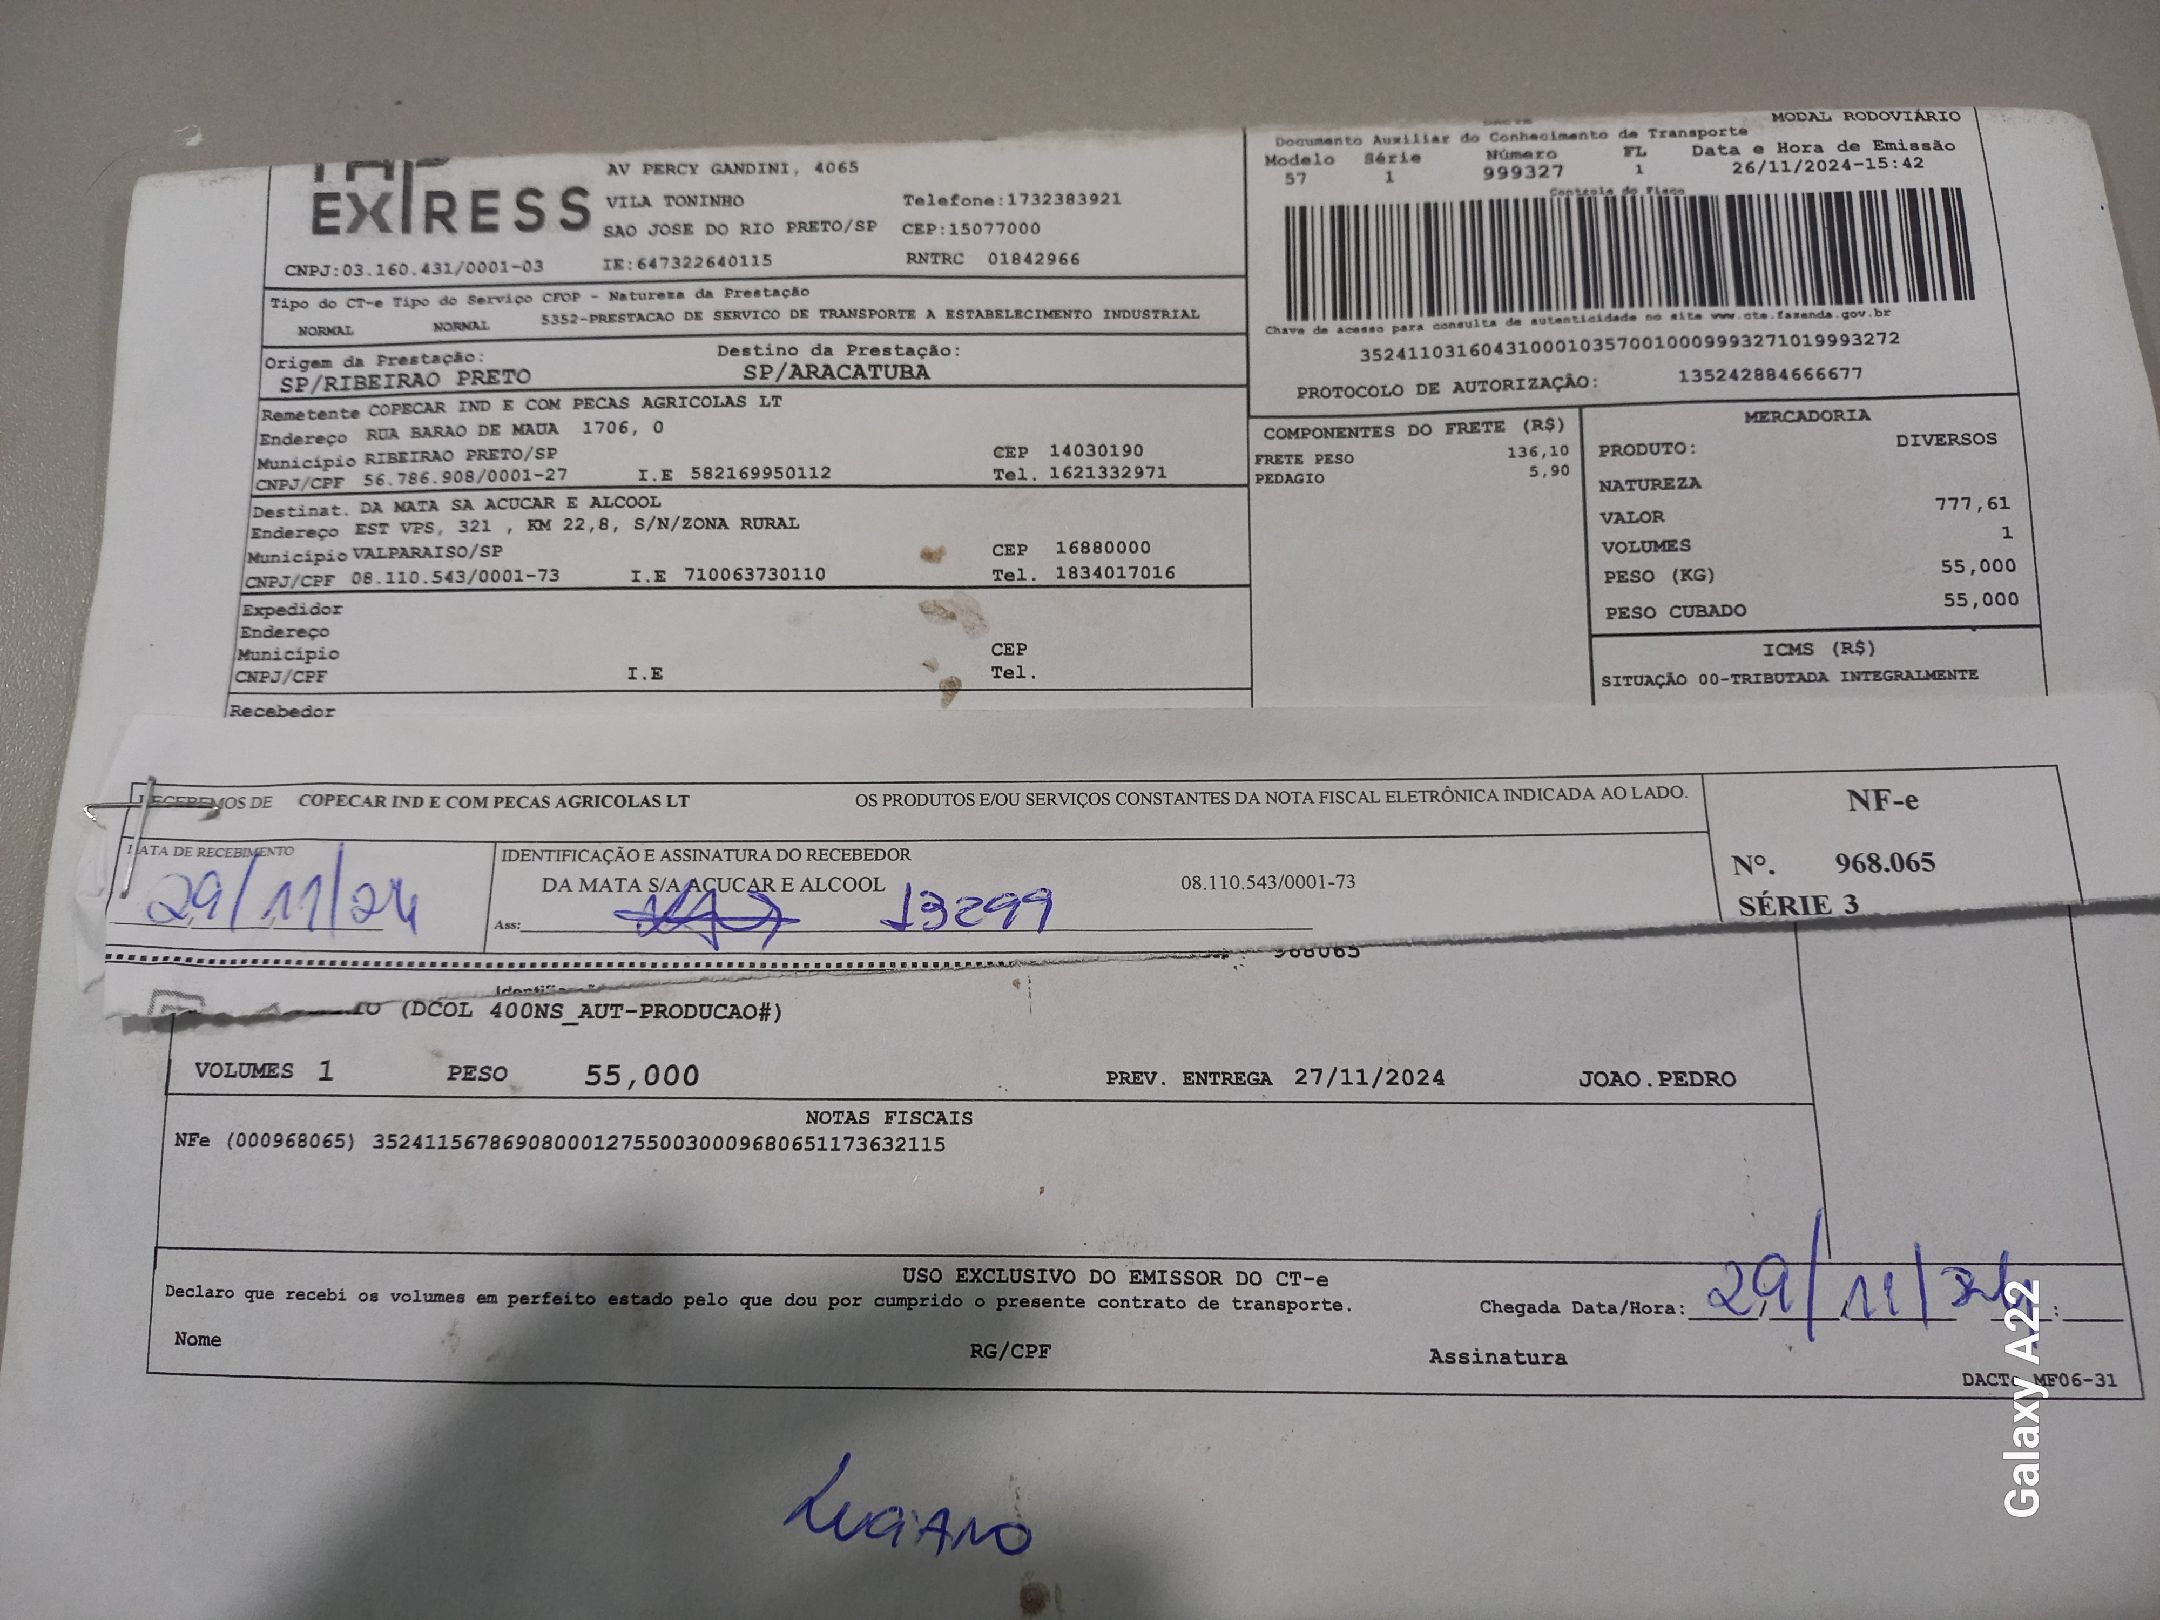 EXPRESS
AV PERCY GANDINI, 4065
VILA TONINHO Telefone:1732383921
SAO JOSE DO RIO PRETO/SP CEP:15077000
CNPJ:03.160.431/0001-03 IE:647322640115 RNTRC 01842966
MODAL RODOVIÁRIO
Documento Auxiliar do Conhecimento de Transporte
Modelo Série Número FL Data e Hora de Emissão
57 1 999327 1 26/11/2024-15:42
Controle do Fisco
Chave de acesso para consulta de autenticidade no site www.cte.fazenda.gov.br
35241103160431000103570010009993271019993272
PROTOCOLO DE AUTORIZAÇÃO: 135242884666677
Tipo do CT-e Tipo do Serviço CFOP - Natureza da Prestação
NORMAL NORMAL 5352-PRESTACAO DE SERVICO DE TRANSPORTE A ESTABELECIMENTO INDUSTRIAL
Origem da Prestação: Destino da Prestação:
SP/RIBEIRAO PRETO SP/ARACATUBA
Remetente COPECAR IND E COM PECAS AGRICOLAS LT
Endereço RUA BARAO DE MAUA 1706, 0
Município RIBEIRAO PRETO/SP CEP 14030190
CNPJ/CPF 56.786.908/0001-27 I.E 582169950112 Tel. 1621332971
Destinat. DA MATA SA ACUCAR E ALCOOL
Endereço EST VPS, 321 , KM 22,8, S/N/ZONA RURAL
Município VALPARAISO/SP CEP 16880000
CNPJ/CPF 08.110.543/0001-73 I.E 710063730110 Tel. 1834017016
Expedidor
Endereço
Município CEP
CNPJ/CPF I.E Tel.
Recebedor
COMPONENTES DO FRETE (R$)
FRETE PESO 136,10
PEDAGIO 5,90
MERCADORIA
PRODUTO: DIVERSOS
NATUREZA
VALOR 777,61
VOLUMES 1
PESO (KG) 55,000
PESO CUBADO 55,000
ICMS (R$)
SITUAÇÃO 00-TRIBUTADA INTEGRALMENTE
RECEBEMOS DE COPECAR IND E COM PECAS AGRICOLAS LT OS PRODUTOS E/OU SERVIÇOS CONSTANTES DA NOTA FISCAL ELETRÔNICA INDICADA AO LADO.
DATA DE RECEBIMENTO
29/11/24
IDENTIFICAÇÃO E ASSINATURA DO RECEBEDOR
DA MATA S/A AÇUCAR E ALCOOL 08.110.543/0001-73
Ass: 13299
NF-e
Nº. 968.065
SÉRIE 3
968065
(DCOL 400NS_AUT-PRODUCAO#)
VOLUMES 1 PESO 55,000 PREV. ENTREGA 27/11/2024 JOAO.PEDRO
NOTAS FISCAIS
NFe (000968065) 35241156786908000127550030009680651173632115
USO EXCLUSIVO DO EMISSOR DO CT-e
Declaro que recebi os volumes em perfeito estado pelo que dou por cumprido o presente contrato de transporte. Chegada Data/Hora: 29/11/24 :
Nome RG/CPF Assinatura
MF06-31
Luciano
Galaxy A22